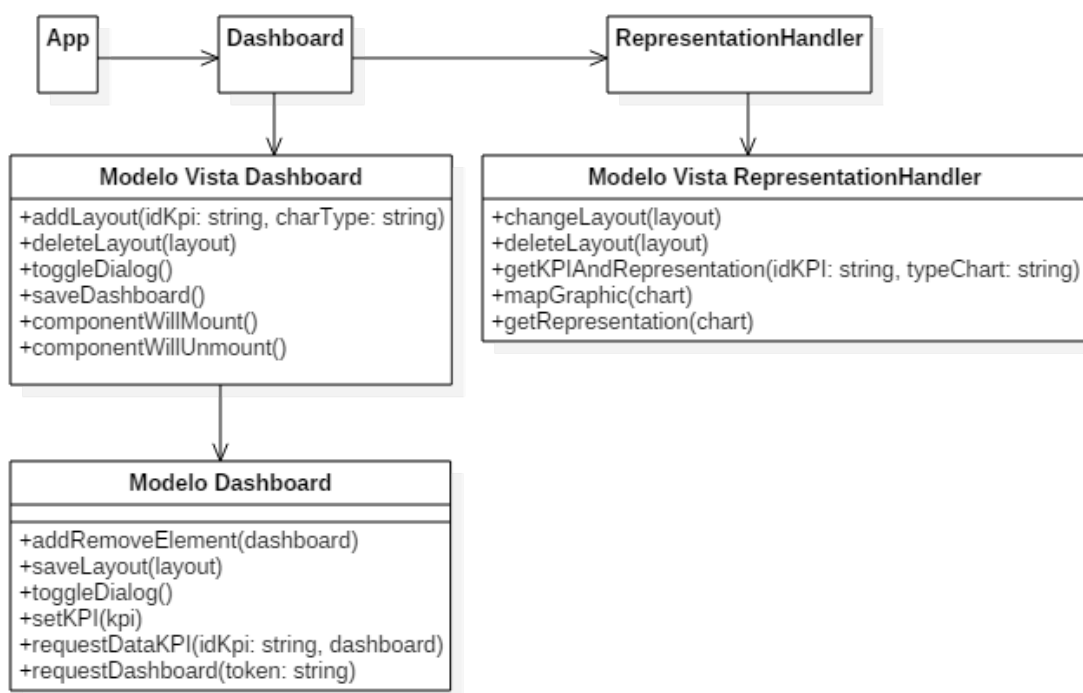 App
Dashboard
RepresentationHandler
Modelo Vista Dashboard
+addLayout(idKpi: string, charType: string)
+deleteLayout(layout)
+toggleDialog()
+saveDashboard()
+componentWillMount()
+componentWillUnmount()
Modelo Vista RepresentationHandler
+changeLayout(layout)
+deleteLayout(layout)
+getKPIAndRepresentation(idKPI: string, typeChart: string)
+mapGraphic(chart)
+getRepresentation(chart)
Modelo Dashboard
+addRemoveElement(dashboard)
+saveLayout(layout)
+toggleDialog()
+setKPI(kpi)
+requestDataKPI(idKpi: string, dashboard)
+requestDashboard(token: string)